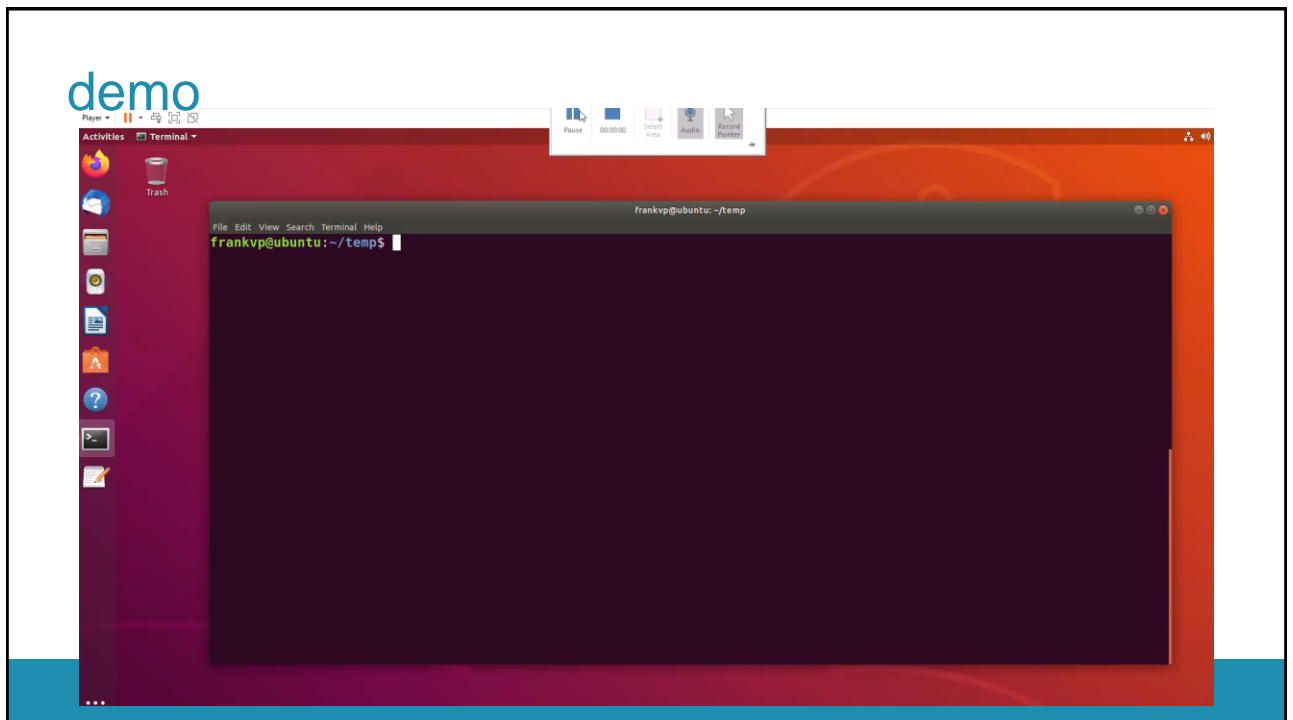 demo
Player
Pause 00:00:00 Select Area Audio Record Pointer
Activities Terminal
Trash
frankvp@ubuntu: ~/temp
File Edit View Search Terminal Help
frankvp@ubuntu:~/temp$